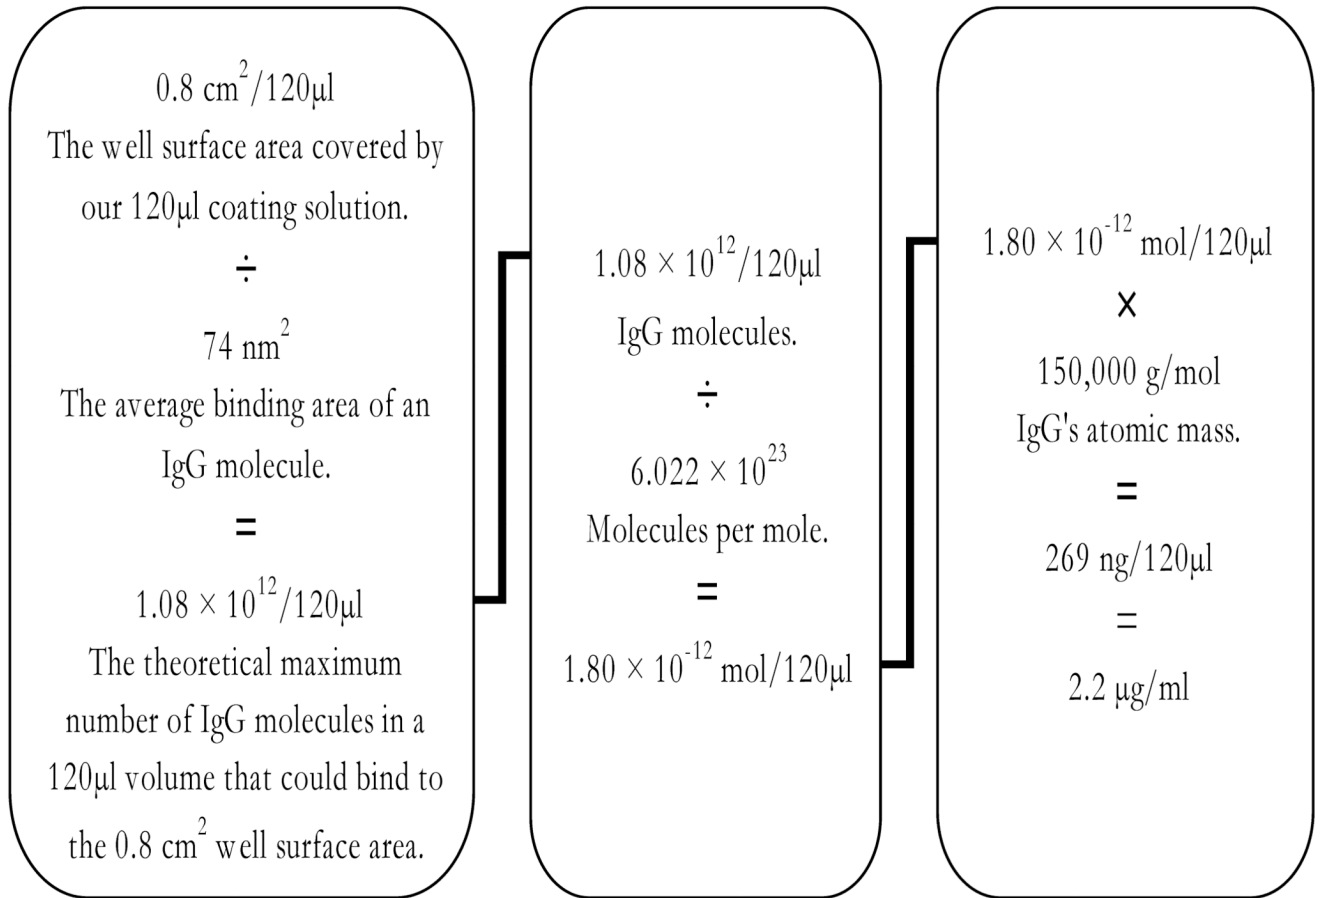 0.8 cm²/120µl
The well surface area covered by
our 120µl coating solution.
÷
74 nm²
The average binding area of an
IgG molecule.
=
1.08 × 10¹²/120µl
The theoretical maximum
number of IgG molecules in a
120µl volume that could bind to
the 0.8 cm² well surface area.
1.08 × 10¹²/120µl
IgG molecules.
÷
6.022 × 10²³
Molecules per mole.
=
1.80 × 10⁻¹² mol/120µl
1.80 × 10⁻¹² mol/120µl
×
150,000 g/mol
IgG's atomic mass.
=
269 ng/120µl
=
2.2 µg/ml